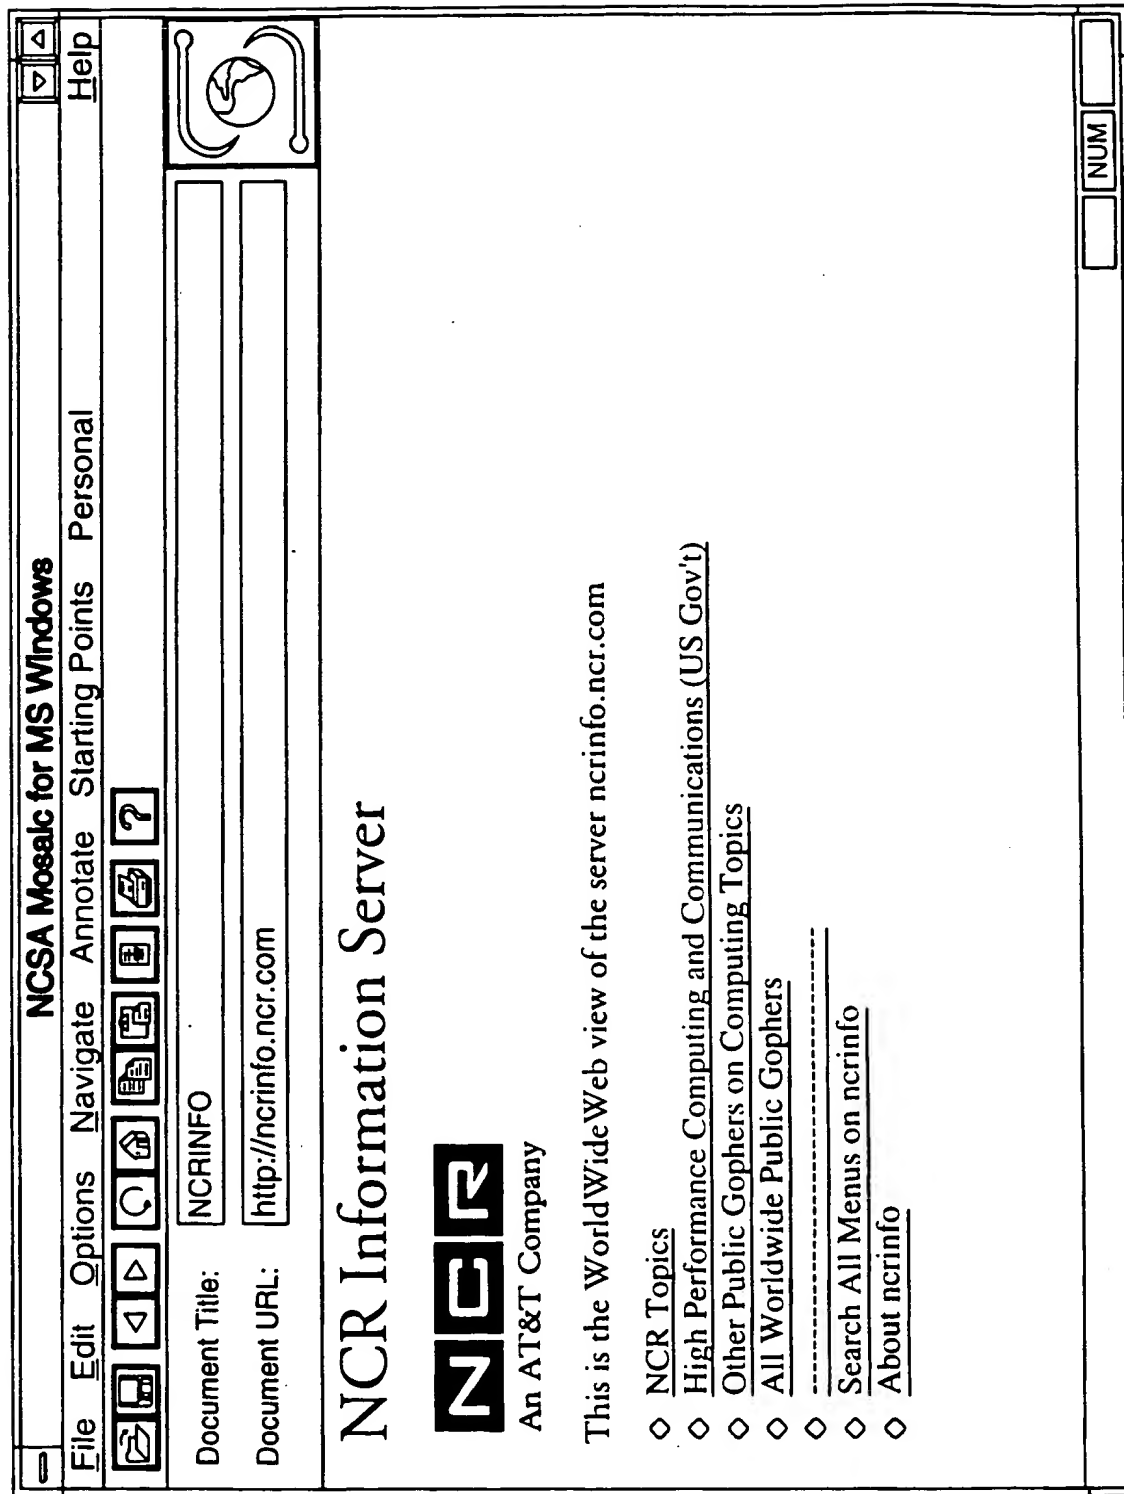 NCSA Mosaic for MS Windows
File Edit Options Navigate Annotate Starting Points Personal Help
?
Document Title: NCRINFO
Document URL: http://ncrinfo.ncr.com
NCR Information Server
NCR
An AT&T Company
This is the WorldWideWeb view of the server ncrinfo.ncr.com
◇ NCR Topics
◇ High Performance Computing and Communications (US Gov't)
◇ Other Public Gophers on Computing Topics
◇ All Worldwide Public Gophers
◇ ------------------------------------
◇ Search All Menus on ncrinfo
◇ About ncrinfo
NUM